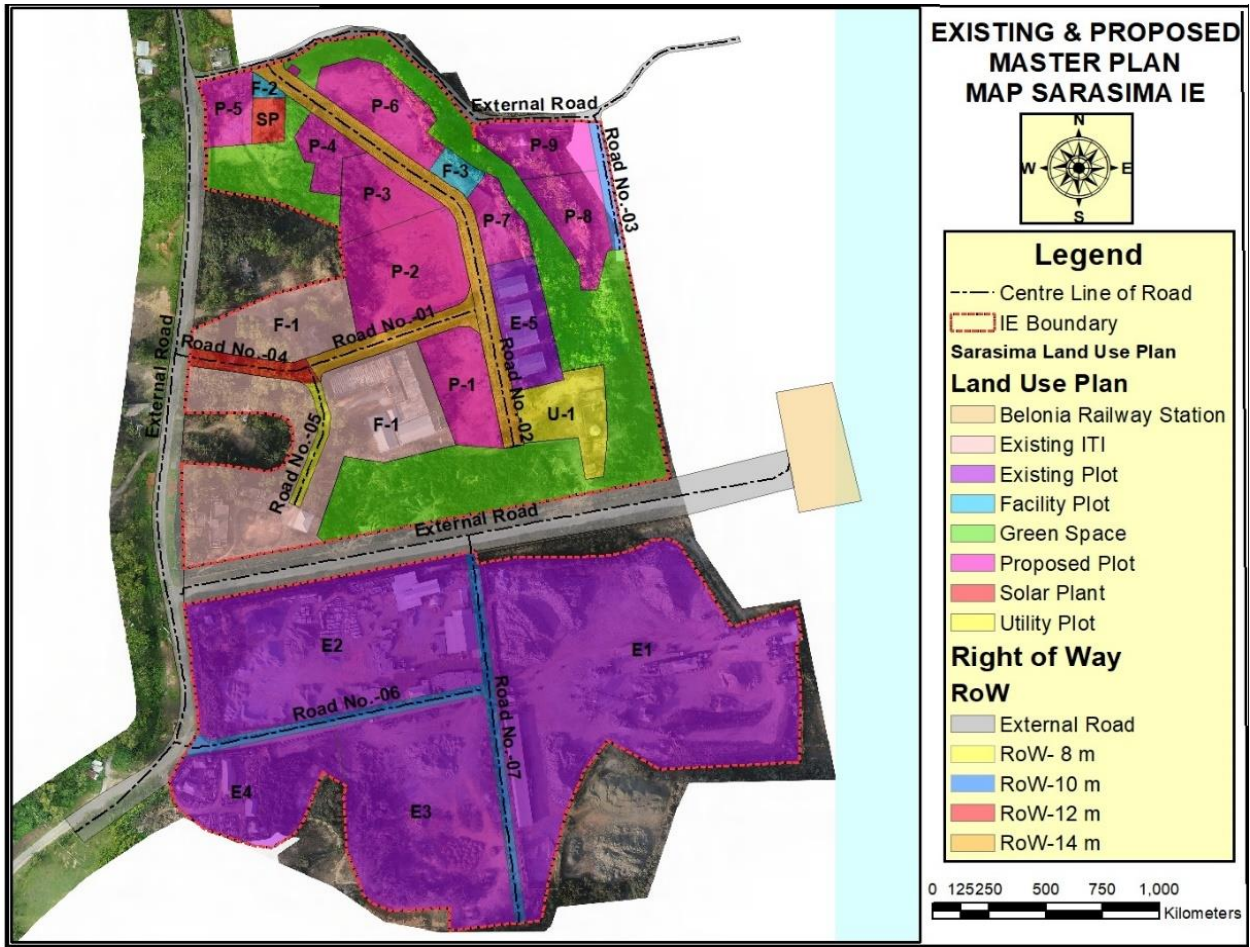 EXISTING & PROPOSED
MASTER PLAN
MAP SARASIMA IE
N
W
E
S
Legend
Centre Line of Road
IE Boundary
Sarasima Land Use Plan
Land Use Plan
Belonia Railway Station
Existing ITI
Existing Plot
Facility Plot
Green Space
Proposed Plot
Solar Plant
Utility Plot
Right of Way
RoW
External Road
RoW- 8 m
RoW-10 m
RoW-12 m
RoW-14 m
0 125250 500 750 1,000
Kilometers
P-5
F-2
SP
P-6
External Road
P-4
P-9
F-3
Road No.-03
P-3
P-7
P-8
P-2
F-1
Road No.-01
E-5
External Road
Road No.-04
P-1
Road No.-02
F-1
U-1
Road No.-05
External Road
E2
E1
Road No.-06
Road No.-07
E4
E3